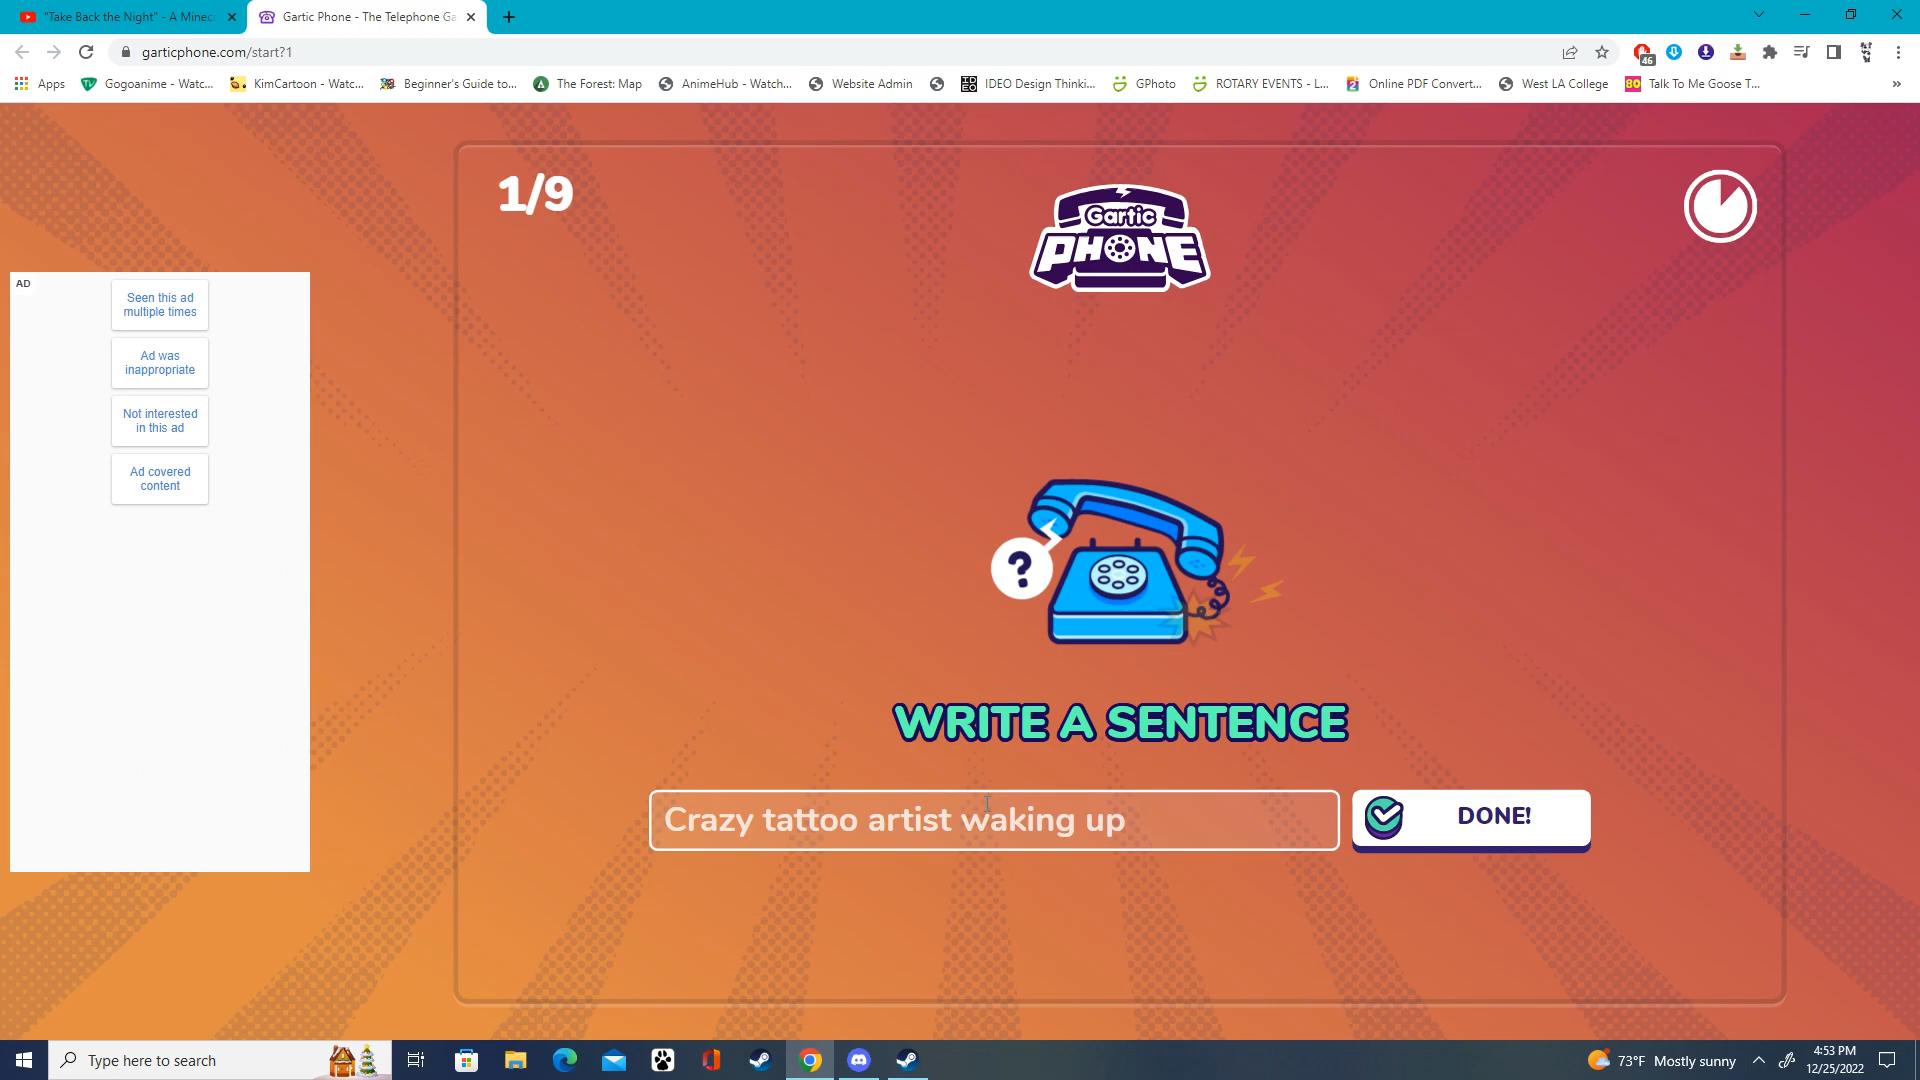 "Take Back the Night" - A Minec
Gartic Phone - The Telephone Ga
garticphone.com/start?1
46
Apps
Gogoanime - Watc...
KimCartoon - Watc...
Beginner's Guide to...
The Forest: Map
AnimeHub - Watch...
Website Admin
IDEO Design Thinki...
GPhoto
ROTARY EVENTS - L...
Online PDF Convert...
West LA College
80
Talk To Me Goose T...
»
1/9
Gartic
PHONE
AD
Seen this ad
multiple times
Ad was
inappropriate
Not interested
in this ad
Ad covered
content
?
WRITE A SENTENCE
Crazy tattoo artist waking up
DONE!
Type here to search
73°F Mostly sunny
4:53 PM
12/25/2022